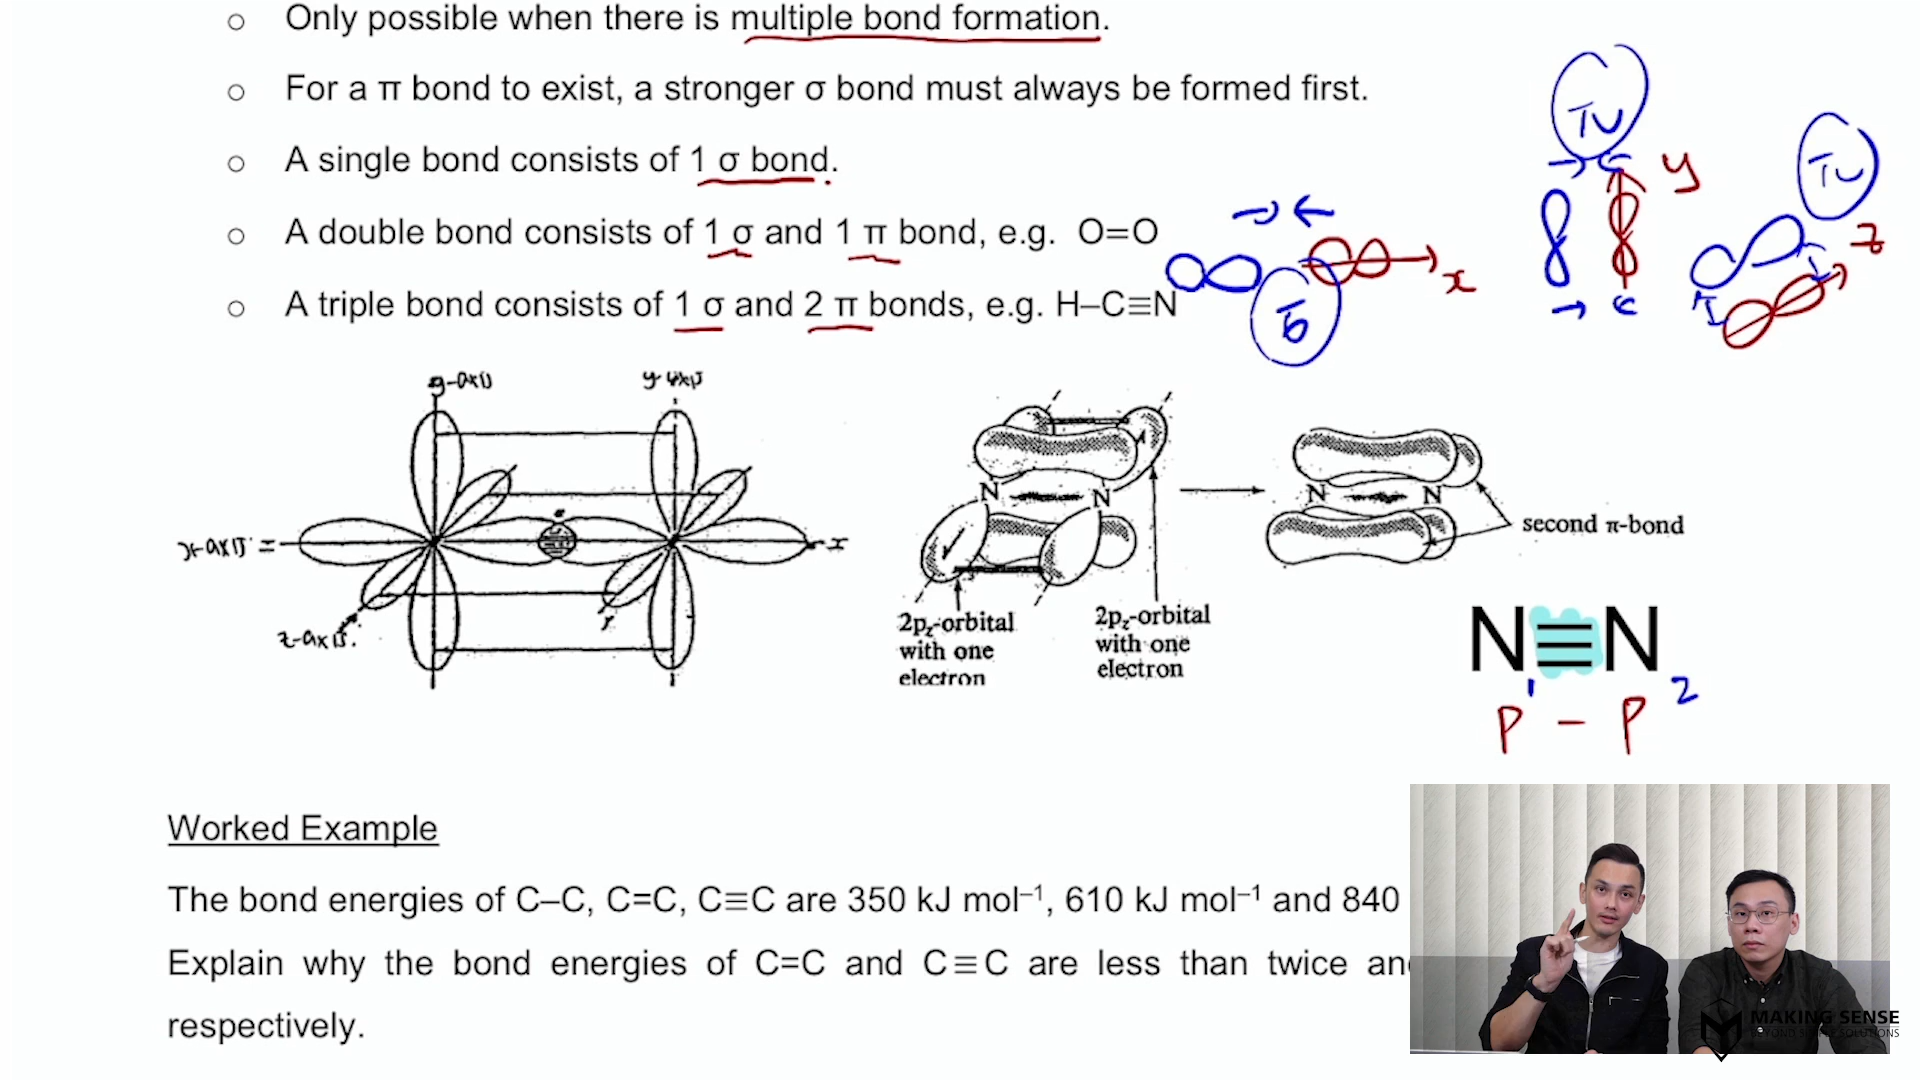 ○ Only possible when there is multiple bond formation.
○ For a π bond to exist, a stronger σ bond must always be formed first.
○ A single bond consists of 1 σ bond.
○ A double bond consists of 1 σ and 1 π bond, e.g. O=O
○ A triple bond consists of 1 σ and 2 π bonds, e.g. H–C≡N
π
π
y
z
x
σ
y-axis
y-axis
x-axis
x
z-axis
N N
N N
second π-bond
2pz-orbital
with one
electron
2pz-orbital
with one
electron
N≡N
1 2
P – P
Worked Example
The bond energies of C–C, C=C, C≡C are 350 kJ mol–1, 610 kJ mol–1 and 840
Explain why the bond energies of C=C and C≡C are less than twice
respectively.
MAKING SENSE